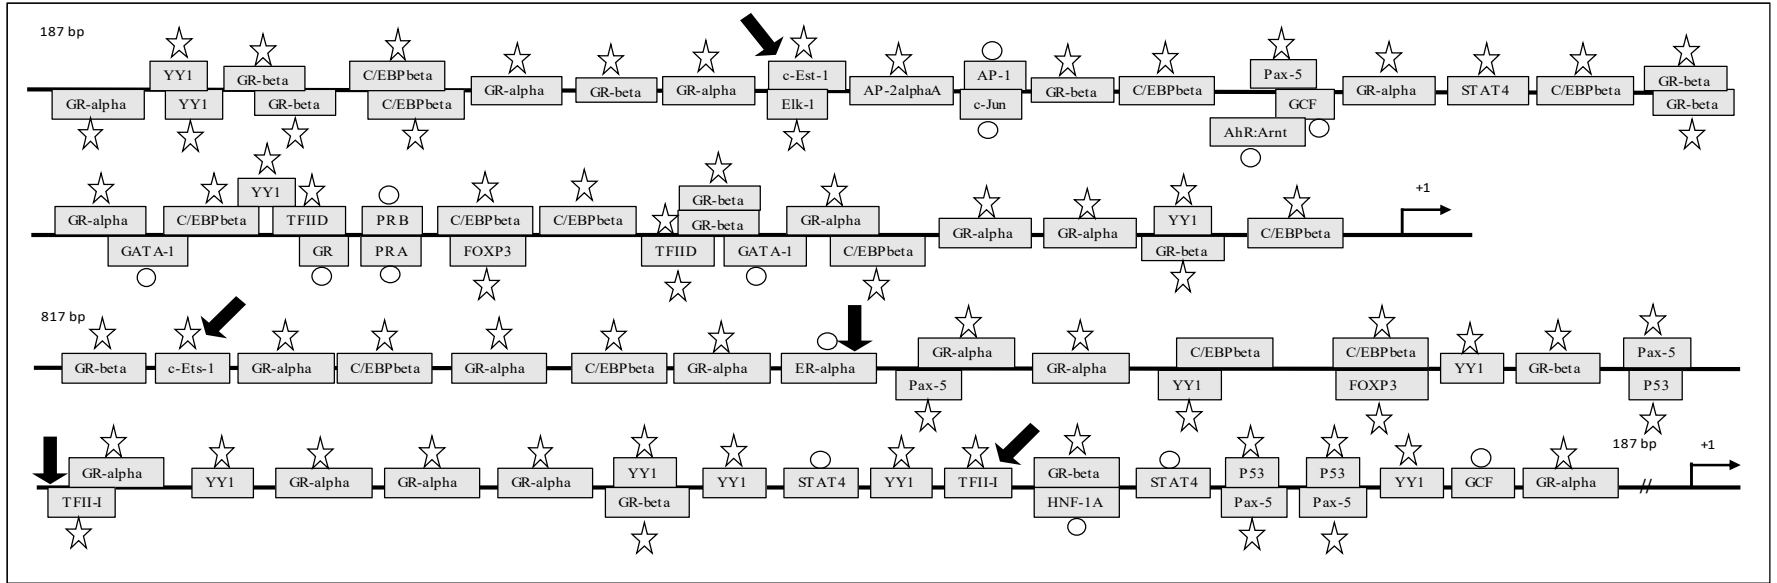 187 bp
YY1 GR-beta C/EBPbeta c-Est-1 AP-1 Pax-5 GR-beta
GR-alpha GR-beta GR-alpha AP-2alphaA GR-beta C/EBPbeta GR-alpha STAT4 C/EBPbeta
GR-alpha YY1 GR-beta C/EBPbeta Elk-1 c-Jun GCF GR-beta
AhR:Arnt
YY1 GR-beta +1
GR-alpha C/EBPbeta TFIID PRB C/EBPbeta C/EBPbeta GR-beta GR-alpha GR-alpha GR-alpha YY1 C/EBPbeta
GATA-1 GR PRA FOXP3 TFIID GATA-1 C/EBPbeta GR-beta
817 bp
GR-alpha C/EBPbeta C/EBPbeta Pax-5
GR-beta c-Ets-1 GR-alpha C/EBPbeta GR-alpha C/EBPbeta GR-alpha ER-alpha GR-alpha YY1 GR-beta
Pax-5 YY1 FOXP3 P53
187 bp +1
GR-alpha YY1 GR-alpha GR-alpha GR-alpha YY1 YY1 STAT4 YY1 TFII-I GR-beta STAT4 P53 P53 YY1 GCF GR-alpha //
TFII-I GR-beta HNF-1A Pax-5 Pax-5